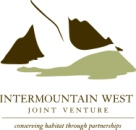 INTERMOUNTAIN WEST
JOINT VENTURE
conserving habitat through partnerships